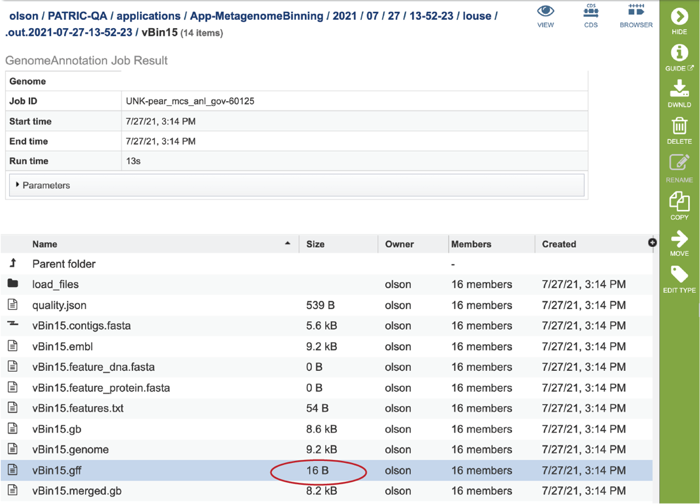 olson / PATRIC-QA / applications / App-MetagenomeBinning / 2021 / 07 / 27 / 13-52-23 / louse /
.out.2021-07-27-13-52-23 / vBin15 (14 items)
VIEW
CDS
CDS
BROWSER
HIDE
GUIDE
DWNLD
DELETE
RENAME
COPY
MOVE
EDIT TYPE
GenomeAnnotation Job Result
Genome
Job ID UNK-pear_mcs_anl_gov-60125
Start time 7/27/21, 3:14 PM
End time 7/27/21, 3:14 PM
Run time 13s
Parameters
Name Size Owner Members Created
Parent folder -
load_files olson 16 members 7/27/21, 3:14 PM
quality.json 539 B olson 16 members 7/27/21, 3:14 PM
vBin15.contigs.fasta 5.6 kB olson 16 members 7/27/21, 3:14 PM
vBin15.embl 9.2 kB olson 16 members 7/27/21, 3:14 PM
vBin15.feature_dna.fasta 0 B olson 16 members 7/27/21, 3:14 PM
vBin15.feature_protein.fasta 0 B olson 16 members 7/27/21, 3:14 PM
vBin15.features.txt 54 B olson 16 members 7/27/21, 3:14 PM
vBin15.gb 8.6 kB olson 16 members 7/27/21, 3:14 PM
vBin15.genome 9.2 kB olson 16 members 7/27/21, 3:14 PM
vBin15.gff 16 B olson 16 members 7/27/21, 3:14 PM
vBin15.merged.gb 8.2 kB olson 16 members 7/27/21, 3:14 PM